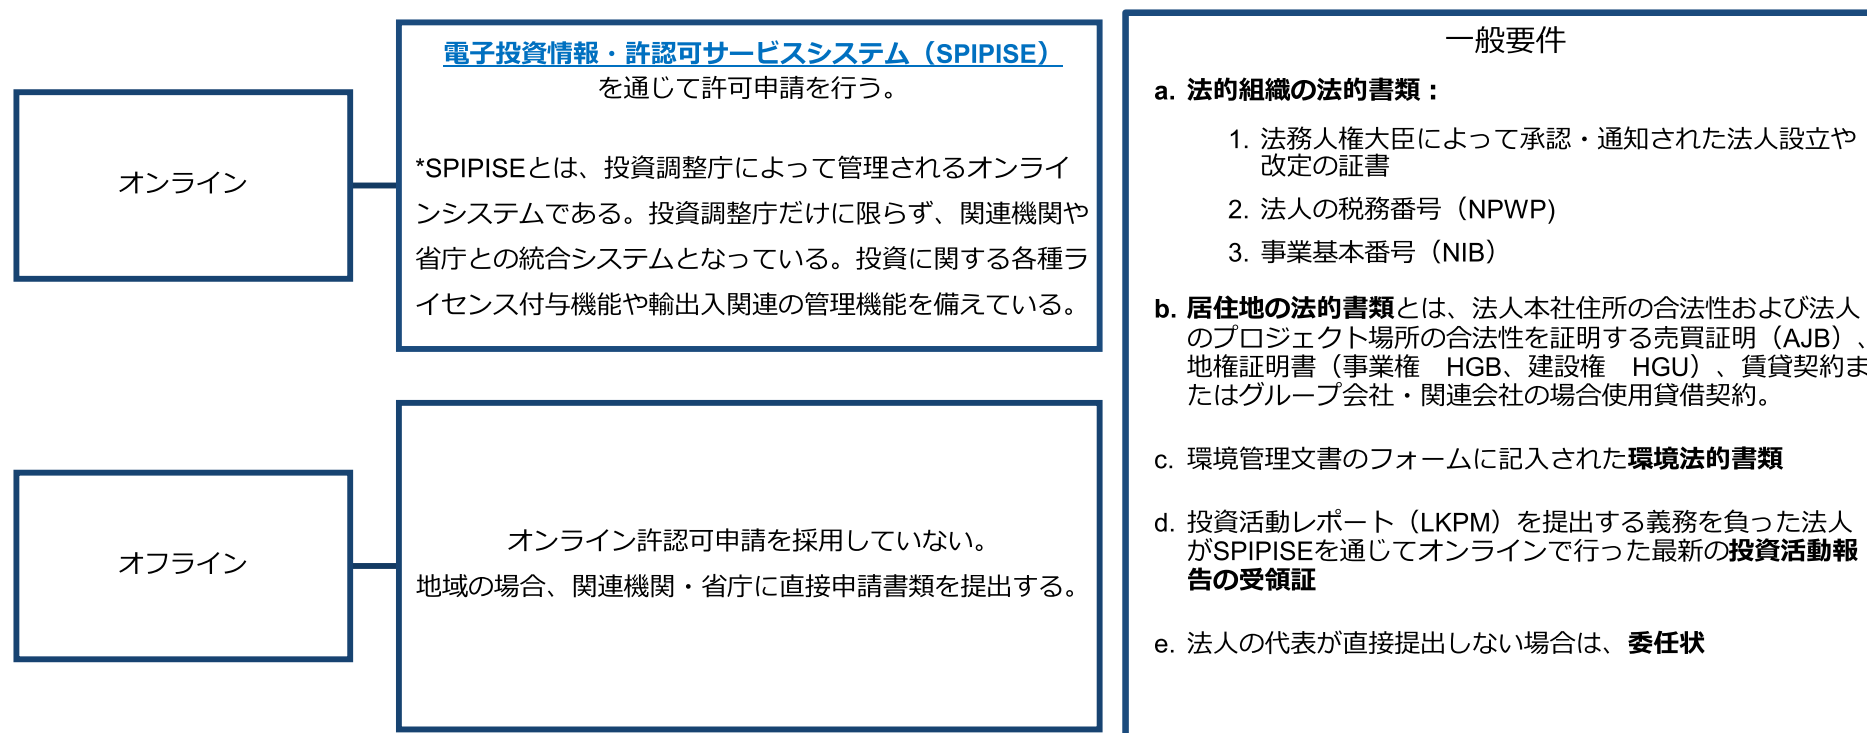 オンライン
電子投資情報・許認可サービスシステム（SPIPISE）
を通じて許可申請を行う。
*SPIPISEとは、投資調整庁によって管理されるオンライ
ンシステムである。投資調整庁だけに限らず、関連機関や
省庁との統合システムとなっている。投資に関する各種ラ
イセンス付与機能や輸出入関連の管理機能を備えている。
オフライン
オンライン許認可申請を採用していない。
地域の場合、関連機関・省庁に直接申請書類を提出する。
一般要件
a. 法的組織の法的書類：
1. 法務人権大臣によって承認・通知された法人設立や
改定の証書
2. 法人の税務番号（NPWP)
3. 事業基本番号（NIB）
b. 居住地の法的書類とは、法人本社住所の合法性および法人
のプロジェクト場所の合法性を証明する売買証明（AJB）、
地権証明書（事業権　HGB、建設権　HGU）、賃貸契約ま
たはグループ会社・関連会社の場合使用貸借契約。
c. 環境管理文書のフォームに記入された環境法的書類
d. 投資活動レポート（LKPM）を提出する義務を負った法人
がSPIPISEを通じてオンラインで行った最新の投資活動報
告の受領証
e. 法人の代表が直接提出しない場合は、委任状